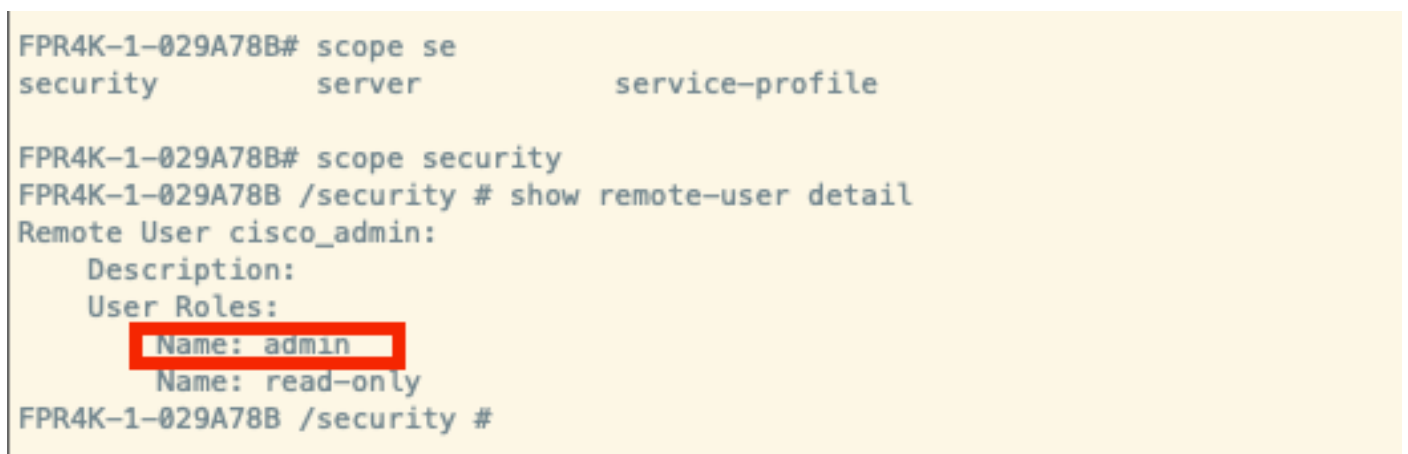 FPR4K-1-029A78B# scope se
security server service-profile
FPR4K-1-029A78B# scope security
FPR4K-1-029A78B /security # show remote-user detail
Remote User cisco_admin:
Description:
User Roles:
Name: admin
Name: read-only
FPR4K-1-029A78B /security #